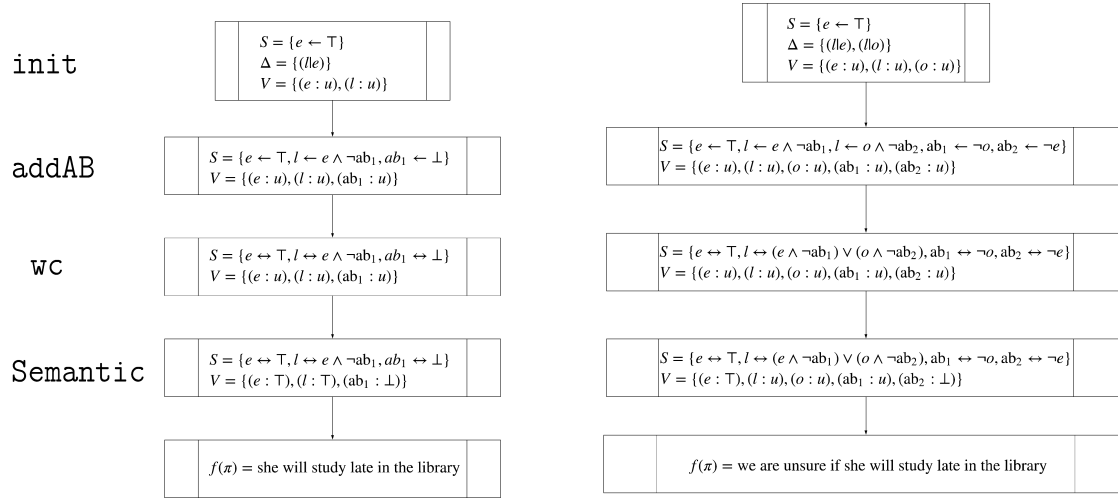 init
S = {e ← ⊤}
Δ = {(l|e)}
V = {(e : u), (l : u)}
S = {e ← ⊤}
Δ = {(l|e), (l|o)}
V = {(e : u), (l : u), (o : u)}
addAB
S = {e ← ⊤, l ← e ∧ ¬ab₁, ab₁ ← ⊥}
V = {(e : u), (l : u), (ab₁ : u)}
S = {e ← ⊤, l ← e ∧ ¬ab₁, l ← o ∧ ¬ab₂, ab₁ ← ¬o, ab₂ ← ¬e}
V = {(e : u), (l : u), (o : u), (ab₁ : u), (ab₂ : u)}
wc
S = {e ↔ ⊤, l ↔ e ∧ ¬ab₁, ab₁ ↔ ⊥}
V = {(e : u), (l : u), (ab₁ : u)}
S = {e ↔ ⊤, l ↔ (e ∧ ¬ab₁) ∨ (o ∧ ¬ab₂), ab₁ ↔ ¬o, ab₂ ↔ ¬e}
V = {(e : u), (l : u), (o : u), (ab₁ : u), (ab₂ : u)}
Semantic
S = {e ↔ ⊤, l ↔ e ∧ ¬ab₁, ab₁ ↔ ⊥}
V = {(e : ⊤), (l : ⊤), (ab₁ : ⊥)}
S = {e ↔ ⊤, l ↔ (e ∧ ¬ab₁) ∨ (o ∧ ¬ab₂), ab₁ ↔ ¬o, ab₂ ↔ ¬e}
V = {(e : ⊤), (l : u), (o : u), (ab₁ : u), (ab₂ : ⊥)}
f(π) = she will study late in the library
f(π) = we are unsure if she will study late in the library